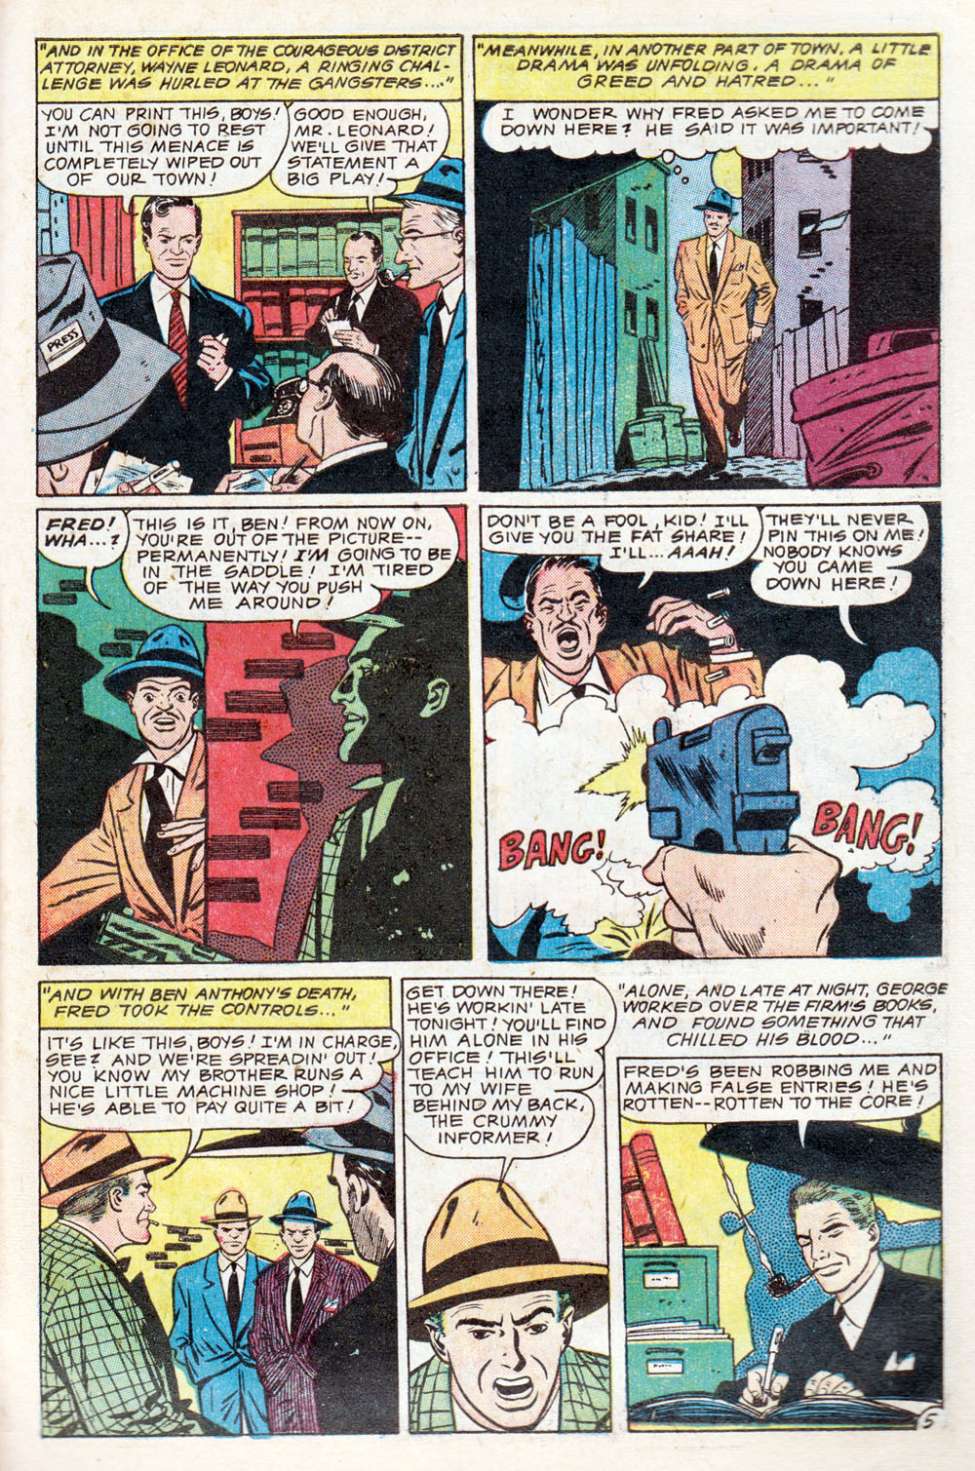 "AND IN THE OFFICE OF THE COURAGEOUS DISTRICT
ATTORNEY, WAYNE LEONARD, A RINGING CHAL-
LENGE WAS HURLED AT THE GANGSTERS...."
YOU CAN PRINT THIS, BOYS!
I'M NOT GOING TO REST
UNTIL THIS MENACE IS
COMPLETELY WIPED OUT
OF OUR TOWN!
GOOD ENOUGH,
MR. LEONARD!
WE'LL GIVE THAT
STATEMENT A
BIG PLAY!
PRESS
"MEANWHILE, IN ANOTHER PART OF TOWN, A LITTLE
DRAMA WAS UNFOLDING. A DRAMA OF
GREED AND HATRED..."
I WONDER WHY FRED ASKED ME TO COME
DOWN HERE? HE SAID IT WAS IMPORTANT!
FRED!
WHA...?
THIS IS IT, BEN! FROM NOW ON,
YOU'RE OUT OF THE PICTURE--
PERMANENTLY! I'M GOING TO BE
IN THE SADDLE! I'M TIRED
OF THE WAY YOU PUSH
ME AROUND!
DON'T BE A FOOL, KID! I'LL
GIVE YOU THE FAT SHARE!
I'LL...AAAH!
THEY'LL NEVER
PIN THIS ON ME!
NOBODY KNOWS
YOU CAME
DOWN HERE!
BANG!
BANG!
"AND WITH BEN ANTHONY'S DEATH,
FRED TOOK THE CONTROLS..."
IT'S LIKE THIS, BOYS! I'M IN CHARGE,
SEE? AND WE'RE SPREADIN' OUT!
YOU KNOW MY BROTHER RUNS A
NICE LITTLE MACHINE SHOP!
HE'S ABLE TO PAY QUITE A BIT!
GET DOWN THERE!
HE'S WORKIN' LATE
TONIGHT! YOU'LL FIND
HIM ALONE IN HIS
OFFICE! THIS'LL
TEACH HIM TO RUN
TO MY WIFE
BEHIND MY BACK,
THE CRUMMY
INFORMER!
"ALONE, AND LATE AT NIGHT, GEORGE
WORKED OVER THE FIRM'S BOOKS,
AND FOUND SOMETHING THAT
CHILLED HIS BLOOD..."
FRED'S BEEN ROBBING ME AND
MAKING FALSE ENTRIES! HE'S
ROTTEN--ROTTEN TO THE CORE!
5